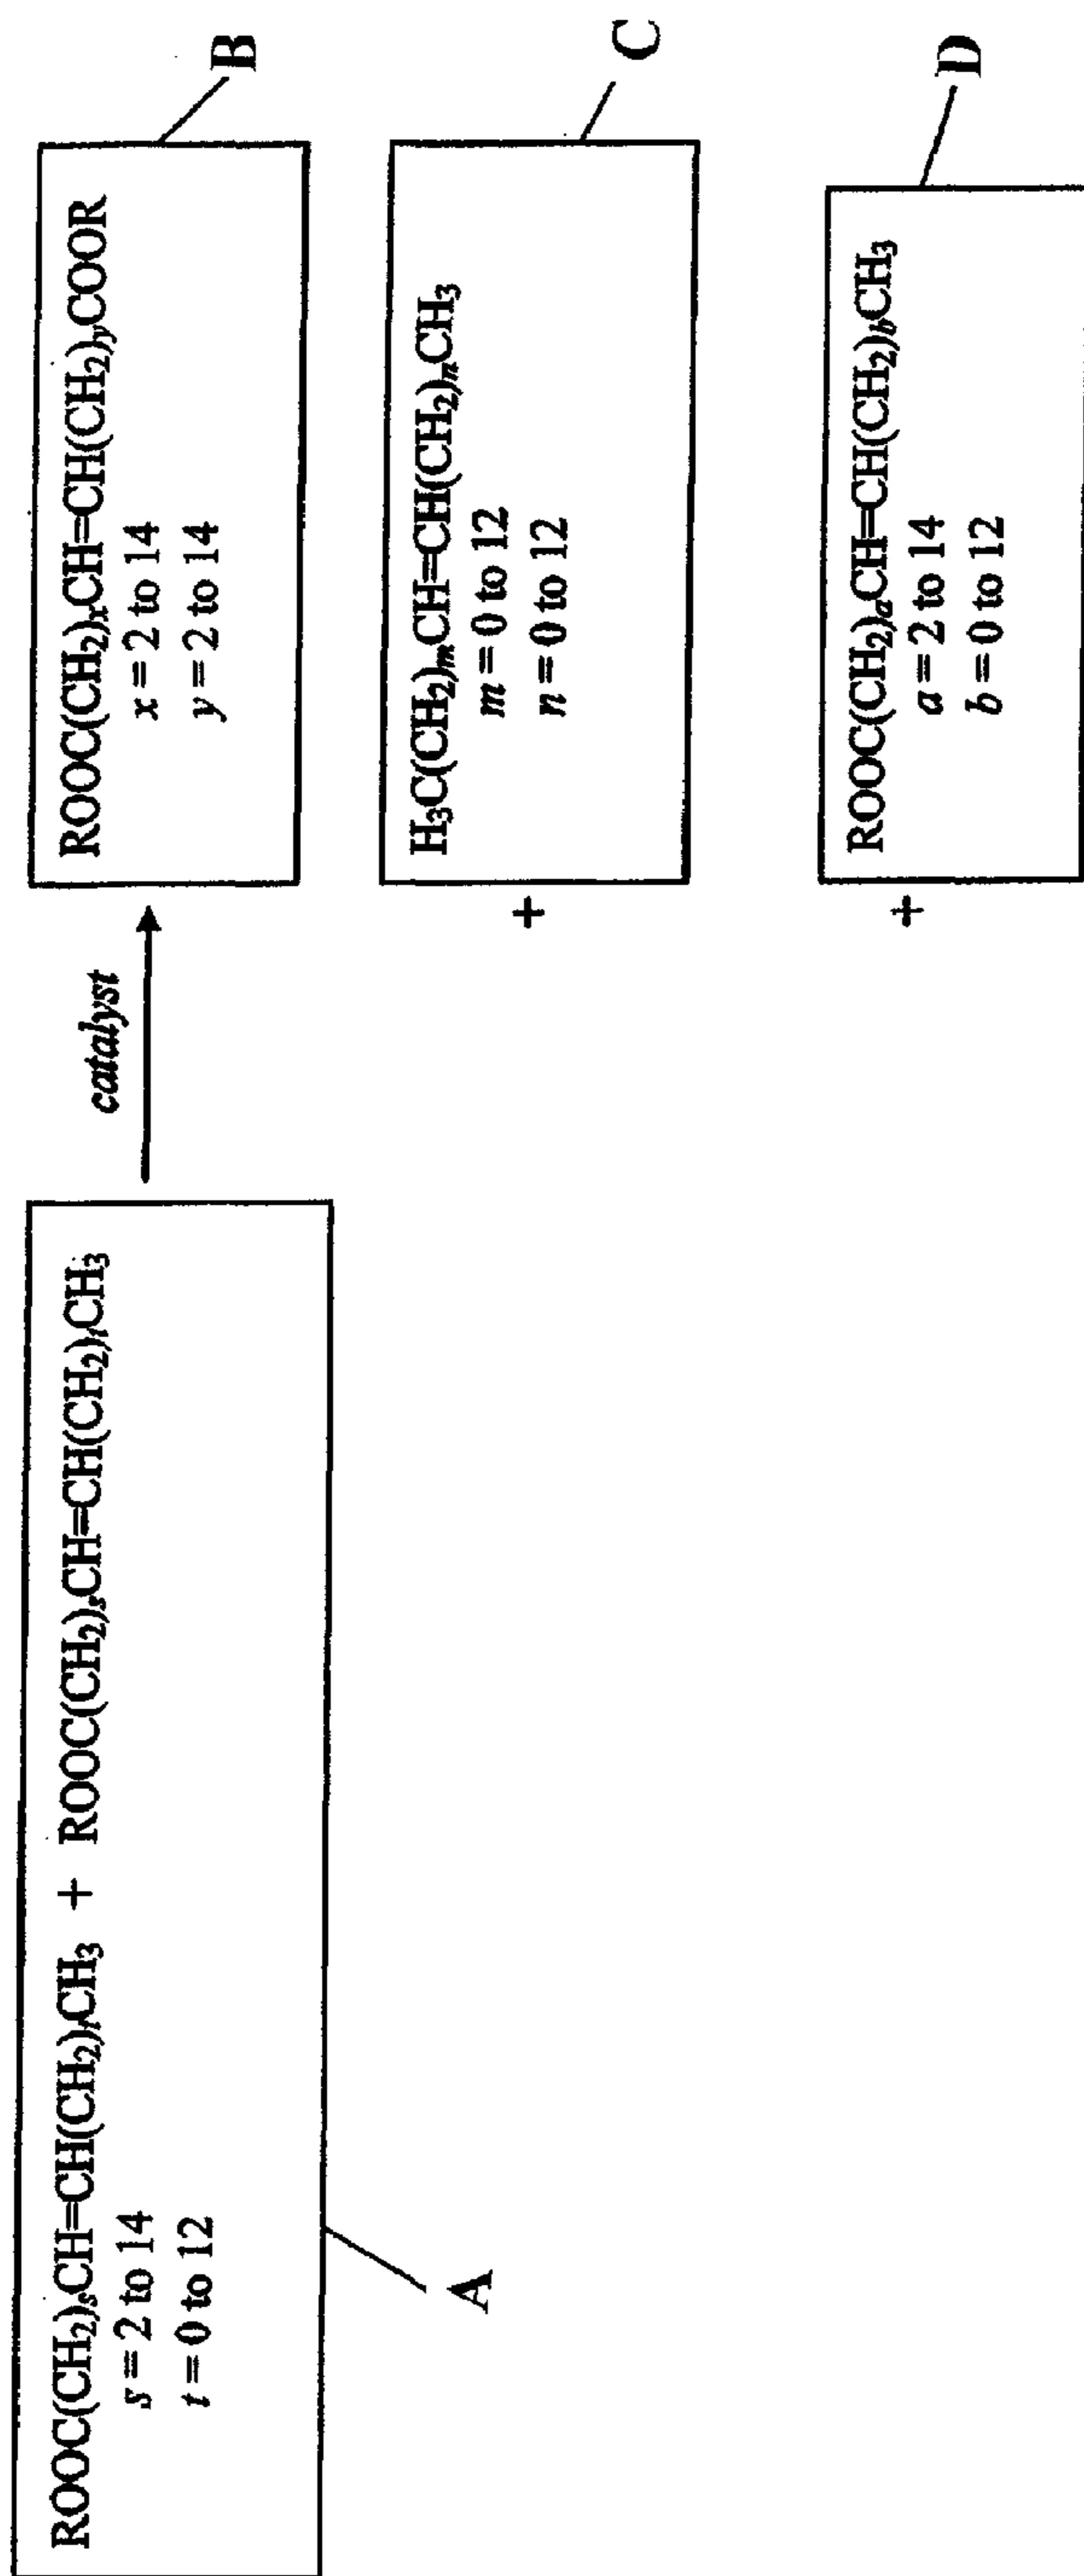 ROOC(CH₂)ₛCH=CH(CH₂)ₜCH₃ + ROOC(CH₂)ₛCH=CH(CH₂)ₜCH₃
s = 2 to 14
t = 0 to 12
A
catalyst
ROOC(CH₂)ₓCH=CH(CH₂)yCOOR
x = 2 to 14
y = 2 to 14
B
+
H₃C(CH₂)ₘCH=CH(CH₂)ₙCH₃
m = 0 to 12
n = 0 to 12
C
+
ROOC(CH₂)ₐCH=CH(CH₂)bCH₃
a = 2 to 14
b = 0 to 12
D